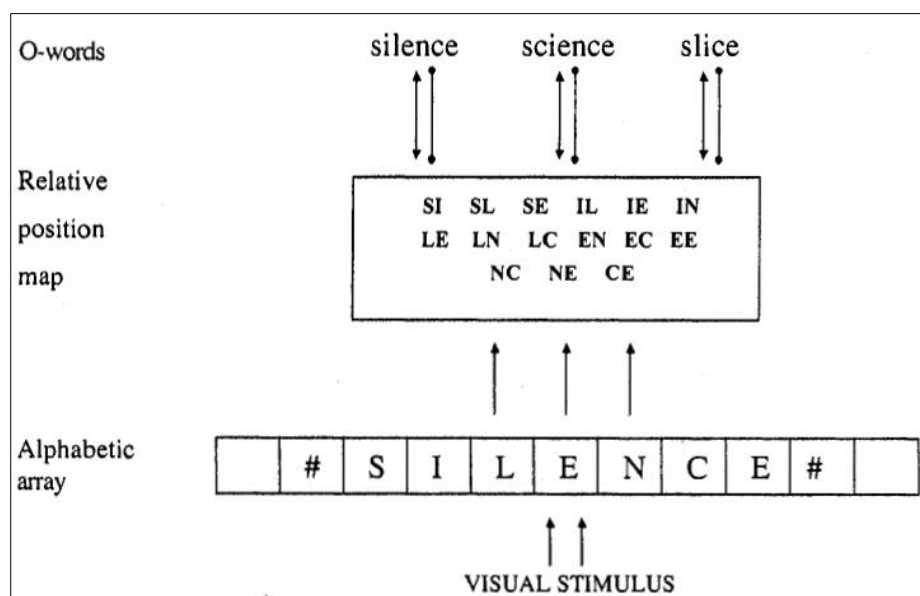 O-words silence science slice
Relative
position
map
SI SL SE IL IE IN
LE LN LC EN EC EE
NC NE CE
Alphabetic
array
# S I L E N C E #
VISUAL STIMULUS